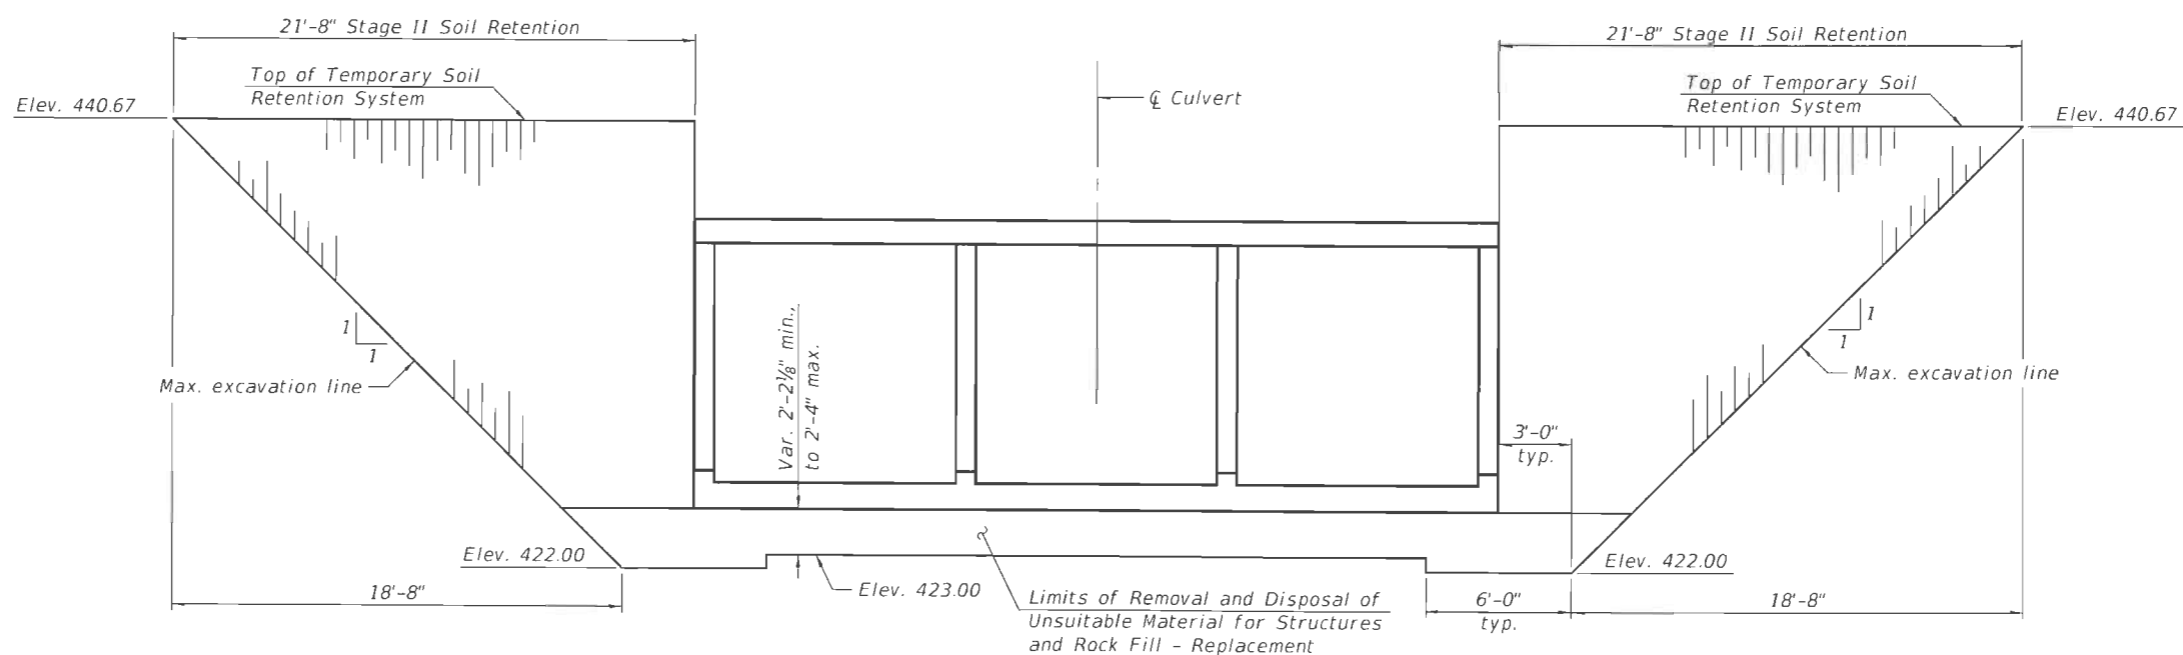 21'-8" Stage II Soil Retention
21'-8" Stage II Soil Retention
Top of Temporary Soil
Retention System
Top of Temporary Soil
Retention System
Elev. 440.67
℄ Culvert
Elev. 440.67
1
1
1
1
Max. excavation line
Var. 2'-2⅛" min.,
to 2'-4" max.
Max. excavation line
3'-0"
typ.
Elev. 422.00
Elev. 422.00
Elev. 423.00
18'-8"
Limits of Removal and Disposal of
Unsuitable Material for Structures
and Rock Fill - Replacement
6'-0"
typ.
18'-8"